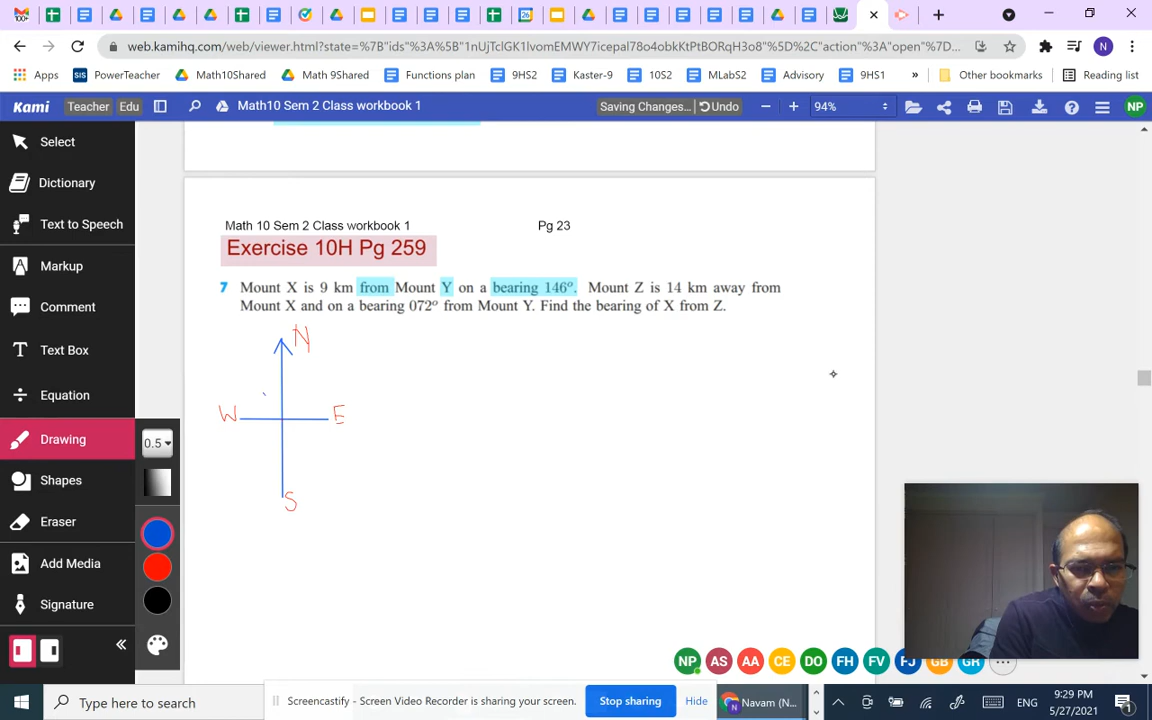 web.kamihq.com/web/viewer.html?state=%7B"ids"%3A%5B"1nUjTclGK1lvomEMWY7icepal78o4obkKtPtBORqH3o8"%5D%2C"action"%3A"open"%7D...
N
Apps PowerTeacher Math10Shared Math 9Shared Functions plan 9HS2 Kaster-9 10S2 MLabS2 Advisory 9HS1 » Other bookmarks Reading list
Kami Teacher Edu Math10 Sem 2 Class workbook 1 Saving Changes... Undo 94% NP
Select
Dictionary
Text to Speech
Markup
Comment
Text Box
Equation
Drawing
0.5
Shapes
Eraser
Add Media
Signature
Math 10 Sem 2 Class workbook 1 Pg 23
Exercise 10H Pg 259
7 Mount X is 9 km from Mount Y on a bearing 146°. Mount Z is 14 km away from
Mount X and on a bearing 072° from Mount Y. Find the bearing of X from Z.
N
W E
S
NP AS AA CE DO FH FV FJ GB GR ...
Type here to search
Screencastify - Screen Video Recorder is sharing your screen. Stop sharing Hide
Navam (N...
ENG
9:29 PM
5/27/2021
1